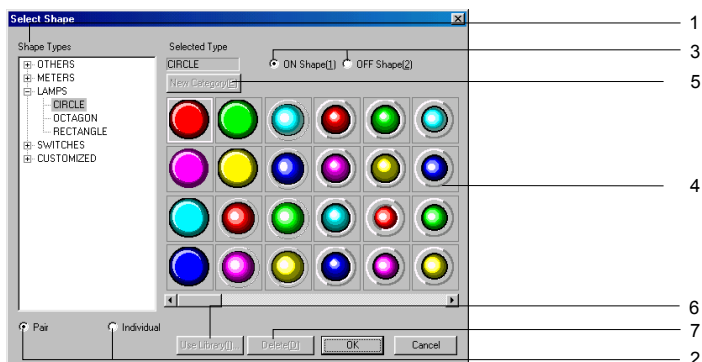 Select Shape
1
Shape Types
Selected Type
CIRCLE
ON Shape(1)
OFF Shape(2)
3
New Category
5
OTHERS
METERS
LAMPS
CIRCLE
OCTAGON
RECTANGLE
SWITCHES
CUSTOMIZED
4
6
Pair
Individual
Use Library
Delete(D)
OK
Cancel
7
2